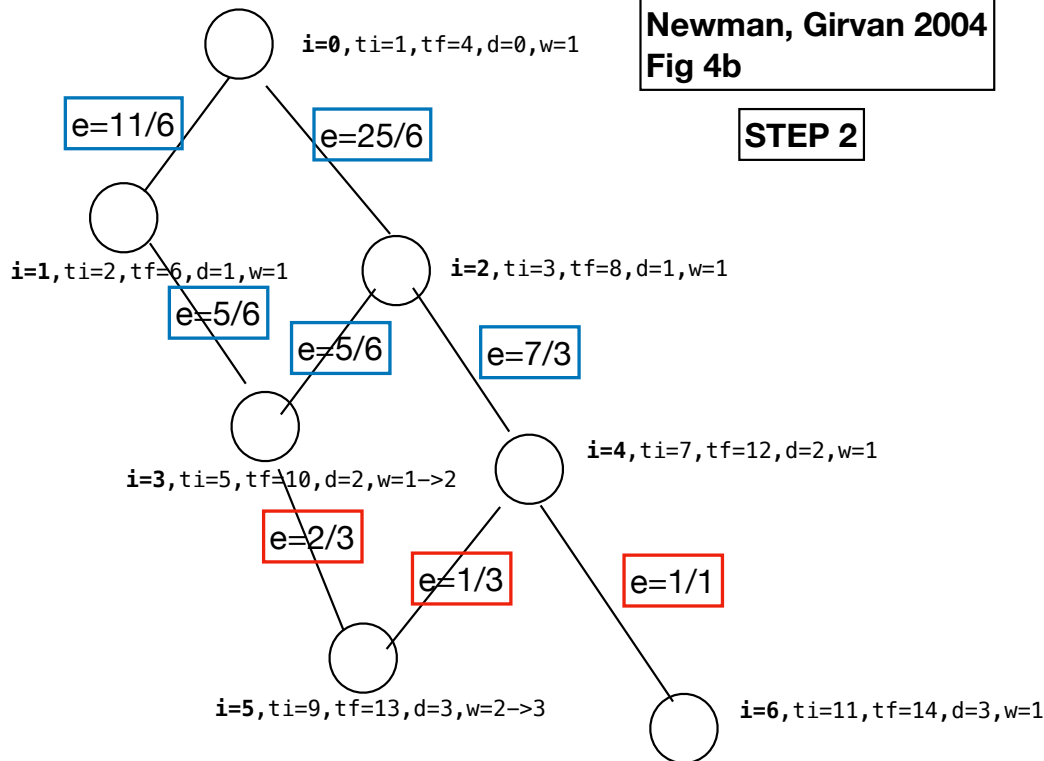 Newman, Girvan 2004
Fig 4b
i=0,ti=1,tf=4,d=0,w=1
e=11/6
e=25/6
STEP 2
i=1,ti=2,tf=6,d=1,w=1
i=2,ti=3,tf=8,d=1,w=1
e=5/6
e=5/6
e=7/3
i=3,ti=5,tf=10,d=2,w=1->2
i=4,ti=7,tf=12,d=2,w=1
e=2/3
e=1/3
e=1/1
i=5,ti=9,tf=13,d=3,w=2->3
i=6,ti=11,tf=14,d=3,w=1